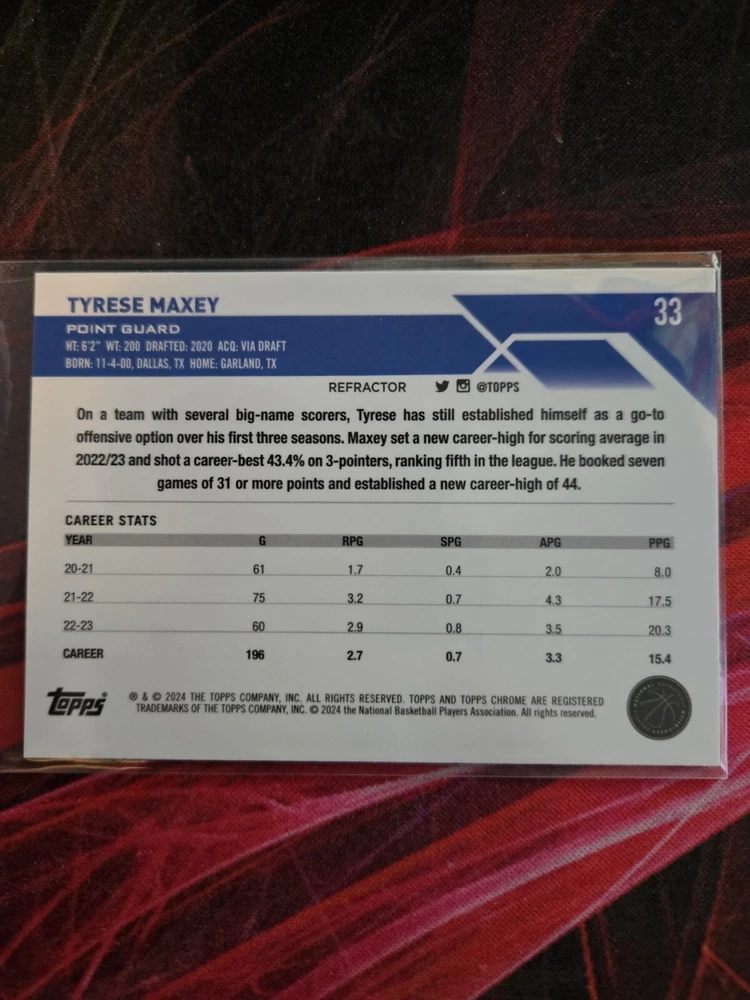 TYRESE MAXEY
33
POINT GUARD
HT: 6'2" WT: 200 DRAFTED: 2020 ACQ: VIA DRAFT
BORN: 11-4-00, DALLAS, TX HOME: GARLAND, TX
REFRACTOR @TOPPS
On a team with several big-name scorers, Tyrese has still established himself as a go-to
offensive option over his first three seasons. Maxey set a new career-high for scoring average in
2022/23 and shot a career-best 43.4% on 3-pointers, ranking fifth in the league. He booked seven
games of 31 or more points and established a new career-high of 44.
CAREER STATS
YEAR G RPG SPG APG PPG
20-21 61 1.7 0.4 2.0 8.0
21-22 75 3.2 0.7 4.3 17.5
22-23 60 2.9 0.8 3.5 20.3
CAREER 196 2.7 0.7 3.3 15.4
Topps
® & © 2024 THE TOPPS COMPANY, INC. ALL RIGHTS RESERVED. TOPPS AND TOPPS CHROME ARE REGISTERED
TRADEMARKS OF THE TOPPS COMPANY, INC. © 2024 the National Basketball Players Association. All rights reserved.